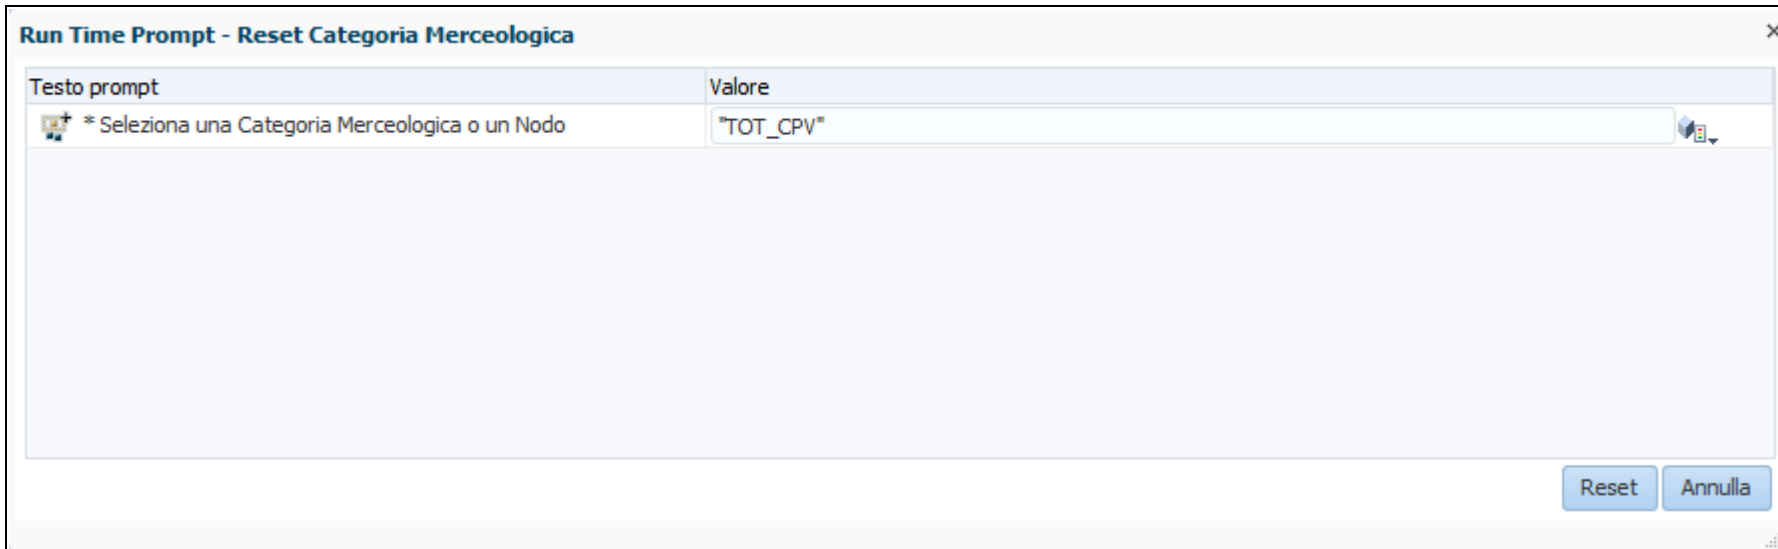 Run Time Prompt - Reset Categoria Merceologica
Testo prompt Valore
* Seleziona una Categoria Merceologica o un Nodo "TOT_CPV"
Reset Annulla